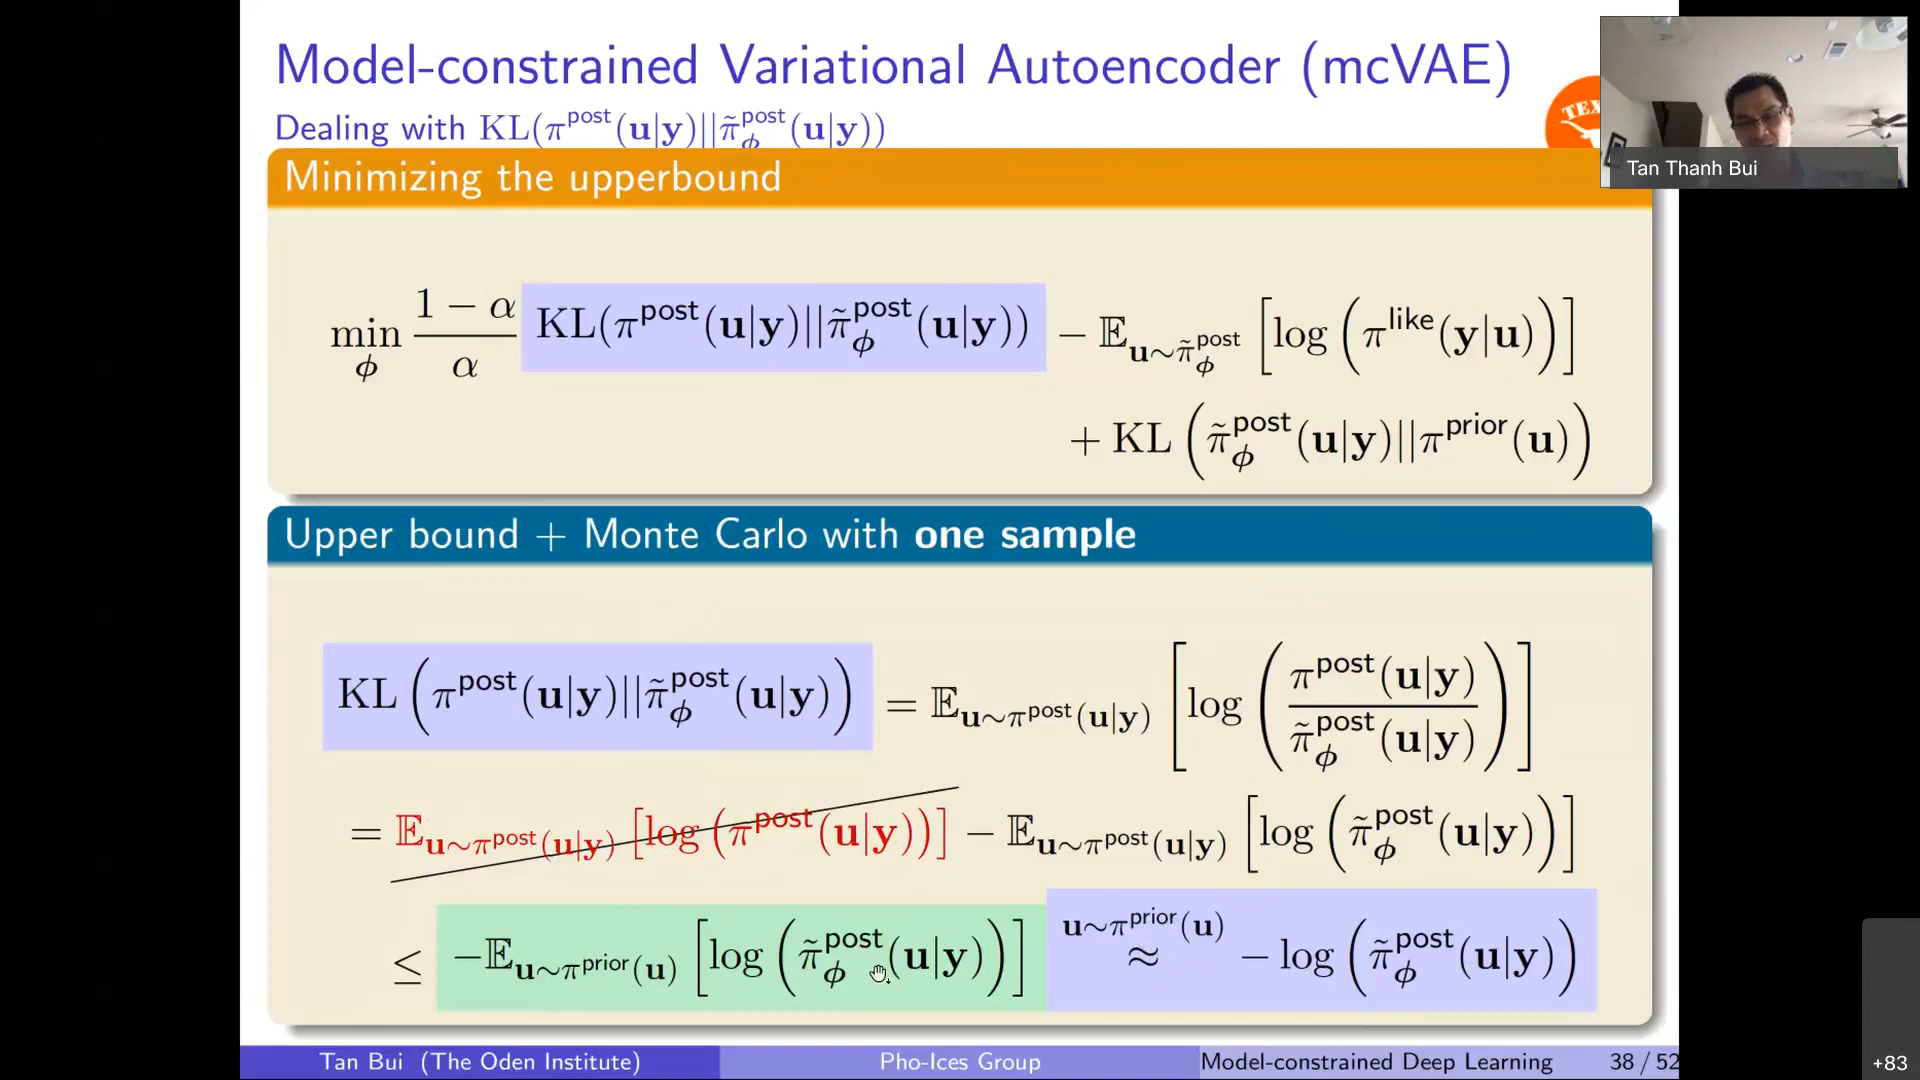 Model-constrained Variational Autoencoder (mcVAE)
Dealing with KL(π^post(u|y)||π̃_ϕ^post(u|y))
TEX
Tan Thanh Bui
Minimizing the upperbound
min_ϕ (1 − α)/α KL(π^post(u|y)||π̃_ϕ^post(u|y)) − 𝔼_{u∼π̃_ϕ^post} [log (π^like(y|u))]
+ KL (π̃_ϕ^post(u|y)||π^prior(u))
Upper bound + Monte Carlo with one sample
KL (π^post(u|y)||π̃_ϕ^post(u|y)) = 𝔼_{u∼π^post(u|y)} [log (π^post(u|y)/π̃_ϕ^post(u|y))]
= 𝔼_{u∼π^post(u|y)} [log (π^post(u|y))] − 𝔼_{u∼π^post(u|y)} [log (π̃_ϕ^post(u|y))]
≤ −𝔼_{u∼π^prior(u)} [log (π̃_ϕ^post(u|y))] ≈^{u∼π^prior(u)} − log (π̃_ϕ^post(u|y))
Tan Bui (The Oden Institute) Pho-Ices Group Model-constrained Deep Learning 38 / 52
+83